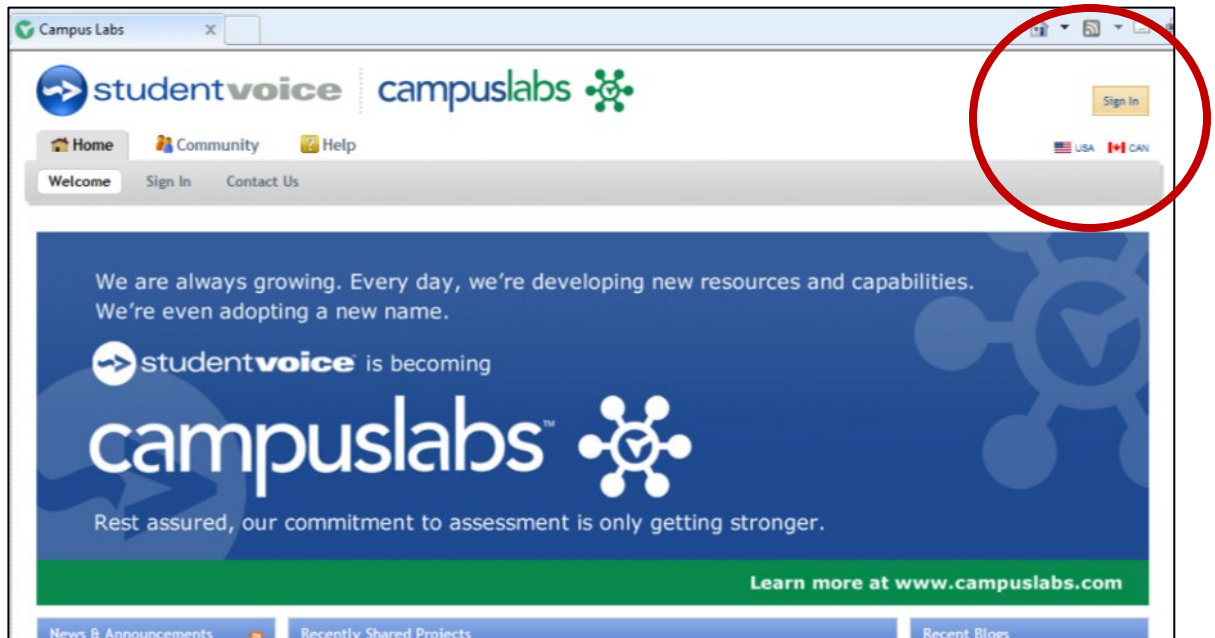 Campus Labs x
studentvoice campuslabs
Sign In
Home Community Help
USA CAN
Welcome Sign In Contact Us
We are always growing. Every day, we're developing new resources and capabilities.
We're even adopting a new name.
studentvoice is becoming
campuslabs™
Rest assured, our commitment to assessment is only getting stronger.
Learn more at www.campuslabs.com
News & Announcements Recently Shared Projects Recent Blogs